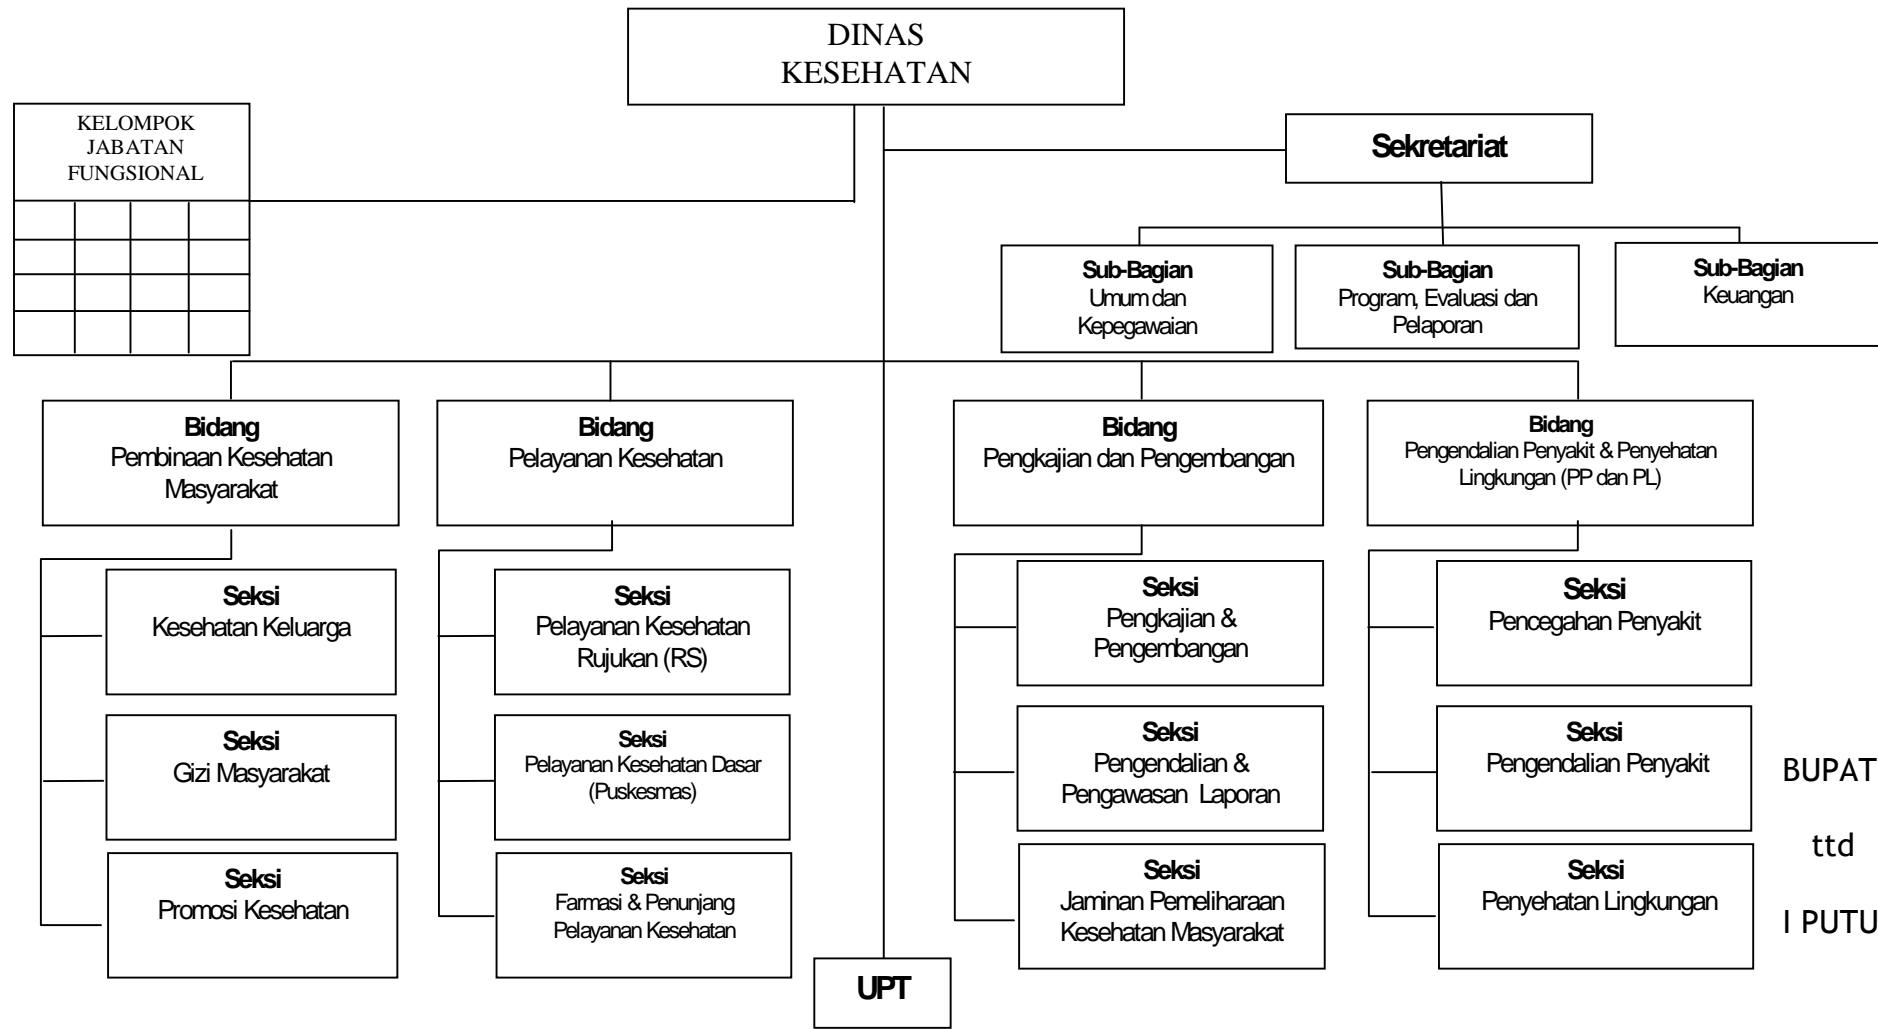 DINAS
KESEHATAN
KELOMPOK
JABATAN
FUNGSIONAL
Sekretariat
Sub-Bagian
Umum dan
Kepegawaian
Sub-Bagian
Program, Evaluasi dan
Pelaporan
Sub-Bagian
Keuangan
Bidang
Pembinaan Kesehatan
Masyarakat
Bidang
Pelayanan Kesehatan
Bidang
Pengkajian dan Pengembangan
Bidang
Pengendalian Penyakit & Penyehatan
Lingkungan (PP dan PL)
Seksi
Kesehatan Keluarga
Seksi
Pelayanan Kesehatan
Rujukan (RS)
Seksi
Pengkajian &
Pengembangan
Seksi
Pencegahan Penyakit
Seksi
Gizi Masyarakat
Seksi
Pelayanan Kesehatan Dasar
(Puskesmas)
Seksi
Pengendalian &
Pengawasan Laporan
Seksi
Pengendalian Penyakit
BUPAT
ttd
Seksi
Promosi Kesehatan
Seksi
Farmasi & Penunjang
Pelayanan Kesehatan
Seksi
Jaminan Pemeliharaan
Kesehatan Masyarakat
Seksi
Penyehatan Lingkungan
I PUTU
UPT